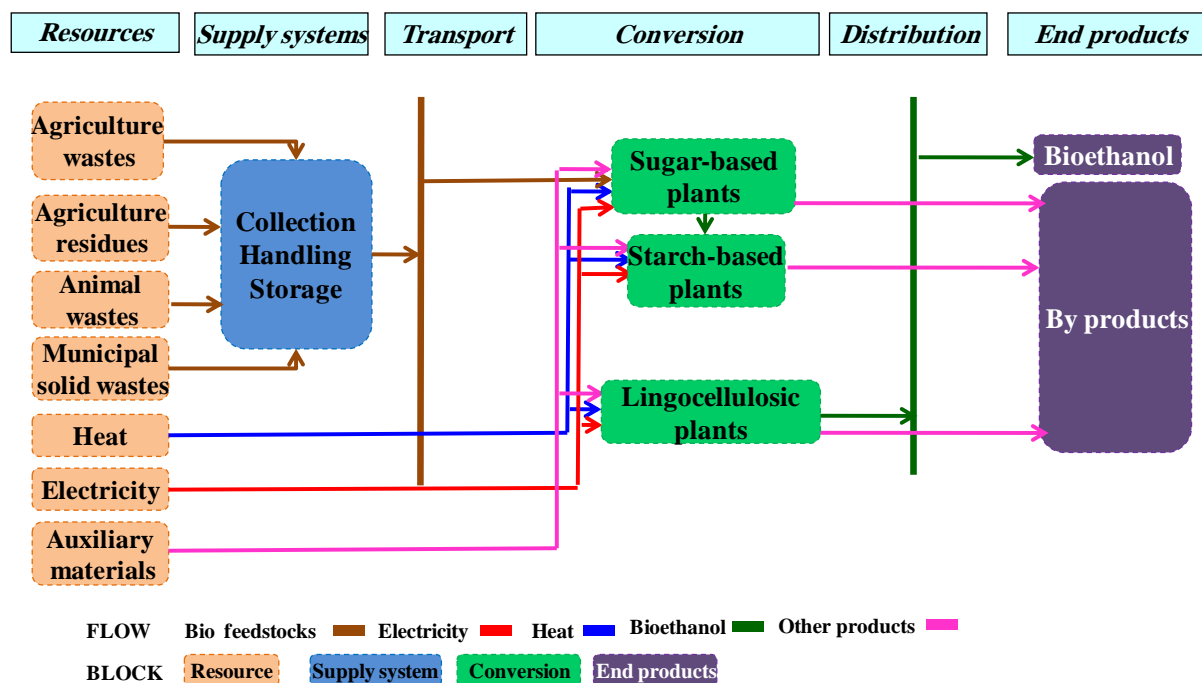 Resources Supply systems Transport Conversion Distribution End products
Agriculture
wastes
Agriculture
residues
Animal
wastes
Municipal
solid wastes
Heat
Electricity
Auxiliary
materials
Collection
Handling
Storage
Sugar-based
plants
Starch-based
plants
Lingocellulosic
plants
Bioethanol
By products
FLOW Bio feedstocks Electricity Heat Bioethanol Other products
BLOCK Resource Supply system Conversion End products